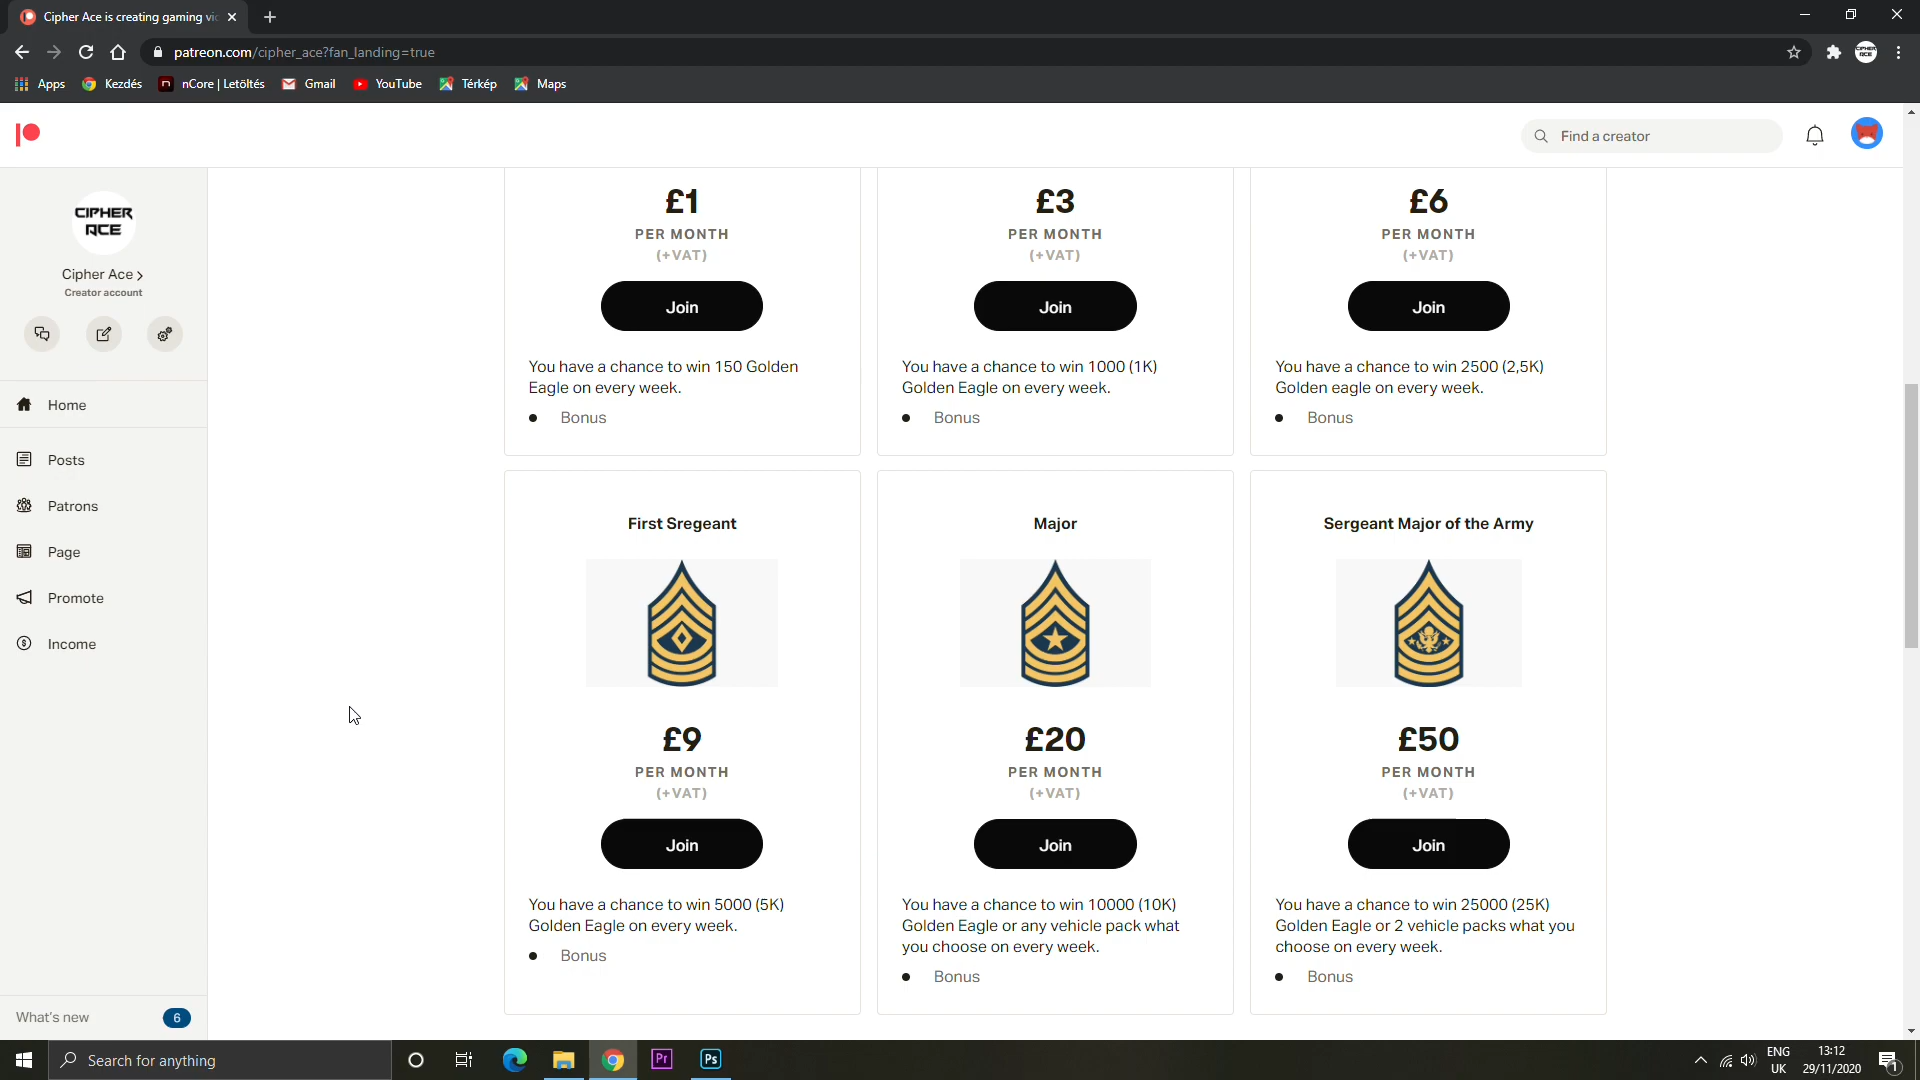 Cipher Ace is creating gaming vi
patreon.com/cipher_ace?fan_landing=true
Apps
Kezdés
nCore | Letöltés
Gmail
YouTube
Térkép
Maps
Find a creator
CIPHER
ACE
Cipher Ace
Creator account
Home
Posts
Patrons
Page
Promote
Income
What's new
6
£1
PER MONTH
(+VAT)
Join
You have a chance to win 150 Golden
Eagle on every week.
Bonus
£3
PER MONTH
(+VAT)
Join
You have a chance to win 1000 (1K)
Golden Eagle on every week.
Bonus
£6
PER MONTH
(+VAT)
Join
You have a chance to win 2500 (2,5K)
Golden eagle on every week.
Bonus
First Sregeant
£9
PER MONTH
(+VAT)
Join
You have a chance to win 5000 (5K)
Golden Eagle on every week.
Bonus
Major
£20
PER MONTH
(+VAT)
Join
You have a chance to win 10000 (10K)
Golden Eagle or any vehicle pack what
you choose on every week.
Bonus
Sergeant Major of the Army
£50
PER MONTH
(+VAT)
Join
You have a chance to win 25000 (25K)
Golden Eagle or 2 vehicle packs what you
choose on every week.
Bonus
Search for anything
Pr
Ps
ENG
UK
13:12
29/11/2020
1